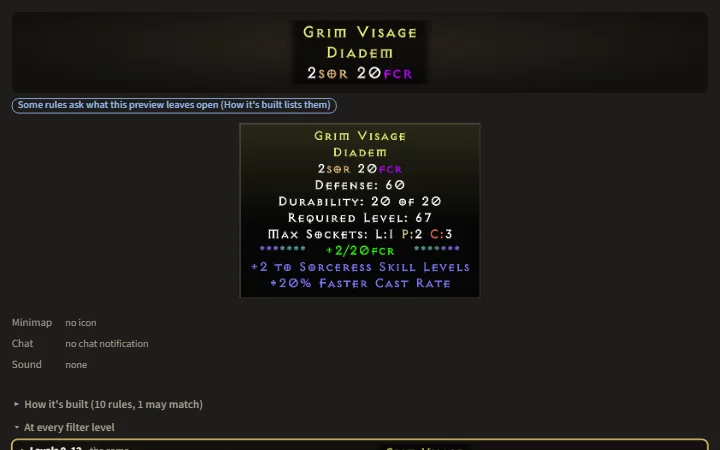 Grim Visage
Diadem
2sor 20fcr
Some rules ask what this preview leaves open (How it's built lists them)
Grim Visage
Diadem
2sor 20fcr
Defense: 60
Durability: 20 of 20
Required Level: 67
Max Sockets: L:1 P:2 C:3
******* +2/20fcr *******
+2 to Sorceress Skill Levels
+20% Faster Cast Rate
Minimap no icon
Chat no chat notification
Sound none
How it's built (10 rules, 1 may match)
At every filter level